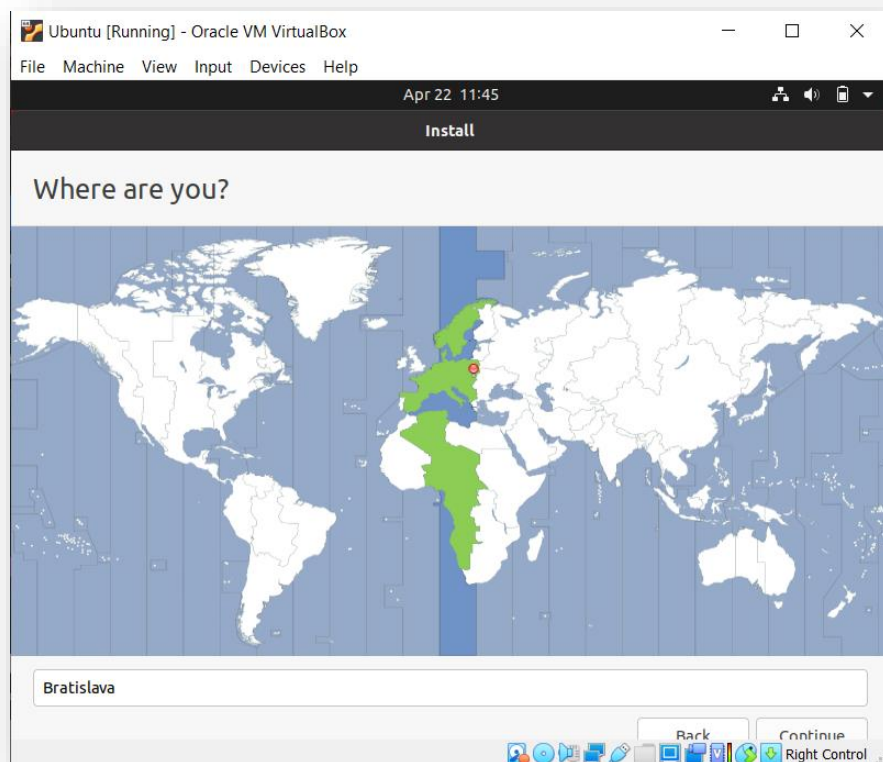 Ubuntu [Running] - Oracle VM VirtualBox
File Machine View Input Devices Help
Apr 22 11:45
Install
Where are you?
Bratislava
Back Continue
Right Control